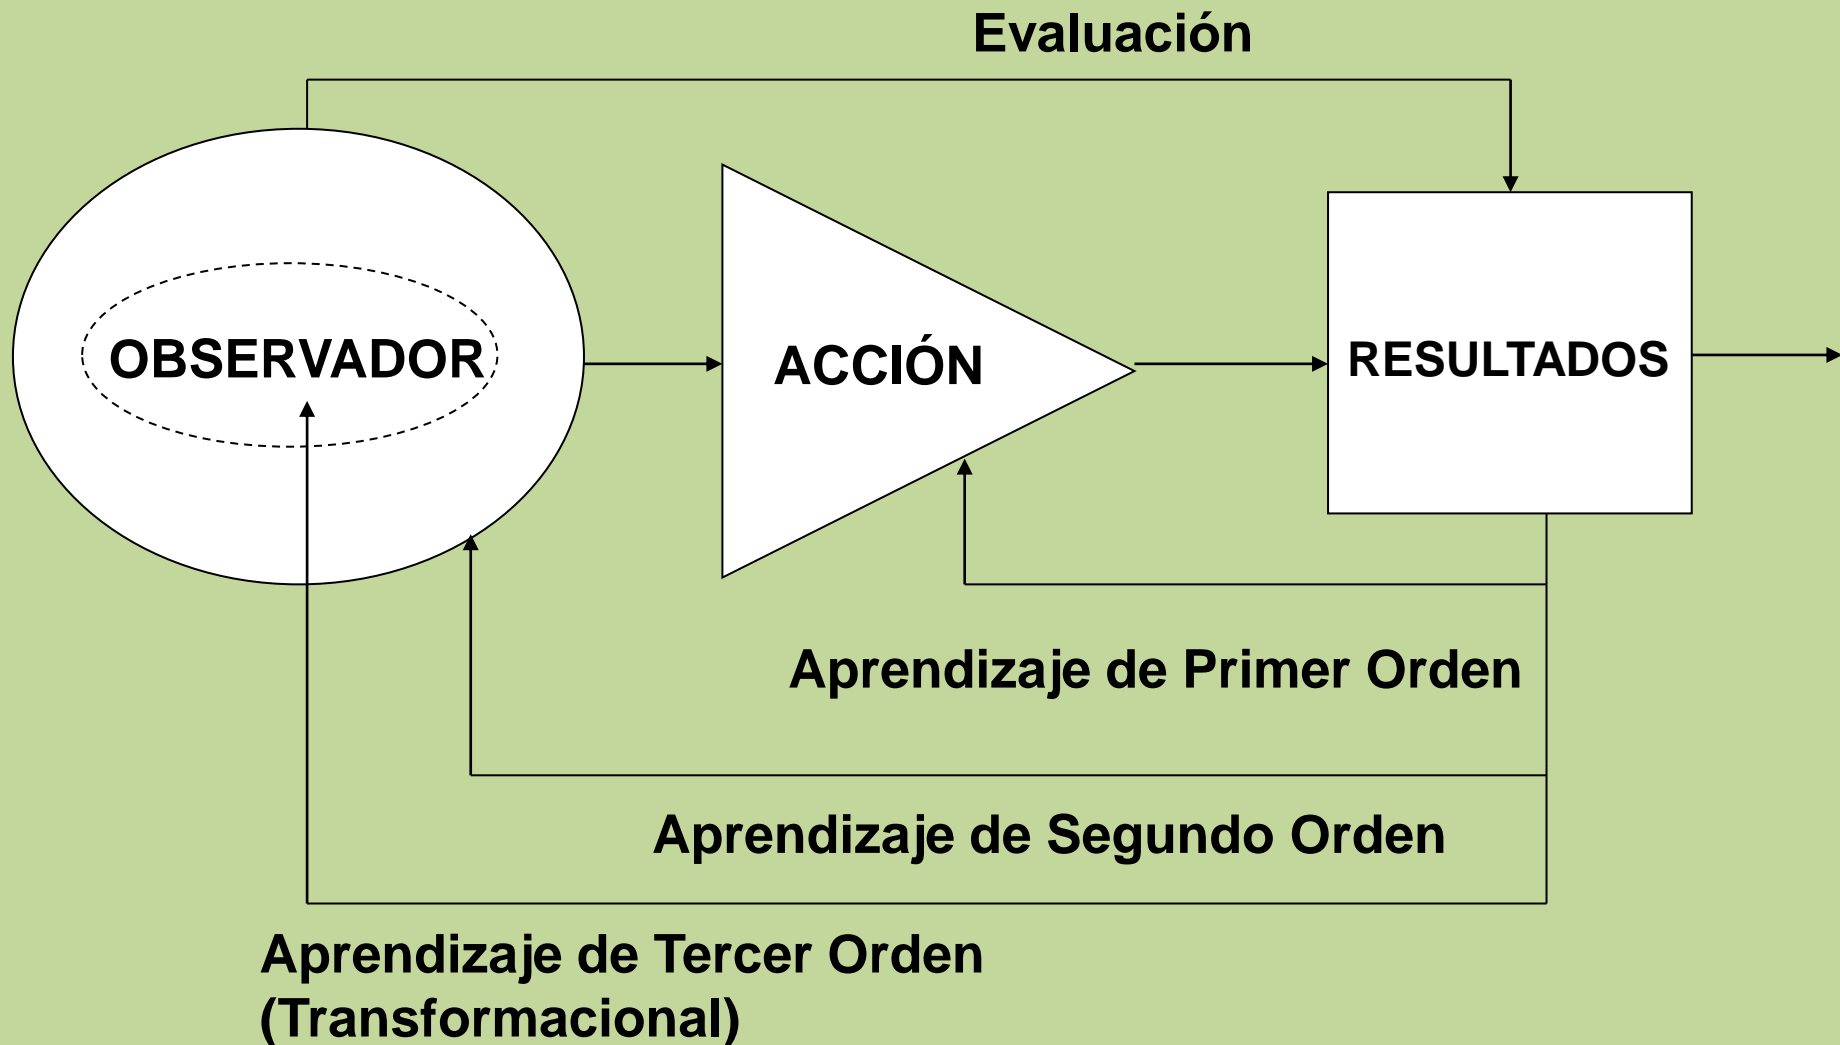 Evaluación
OBSERVADOR
ACCIÓN
RESULTADOS
Aprendizaje de Primer Orden
Aprendizaje de Segundo Orden
Aprendizaje de Tercer Orden
(Transformacional)